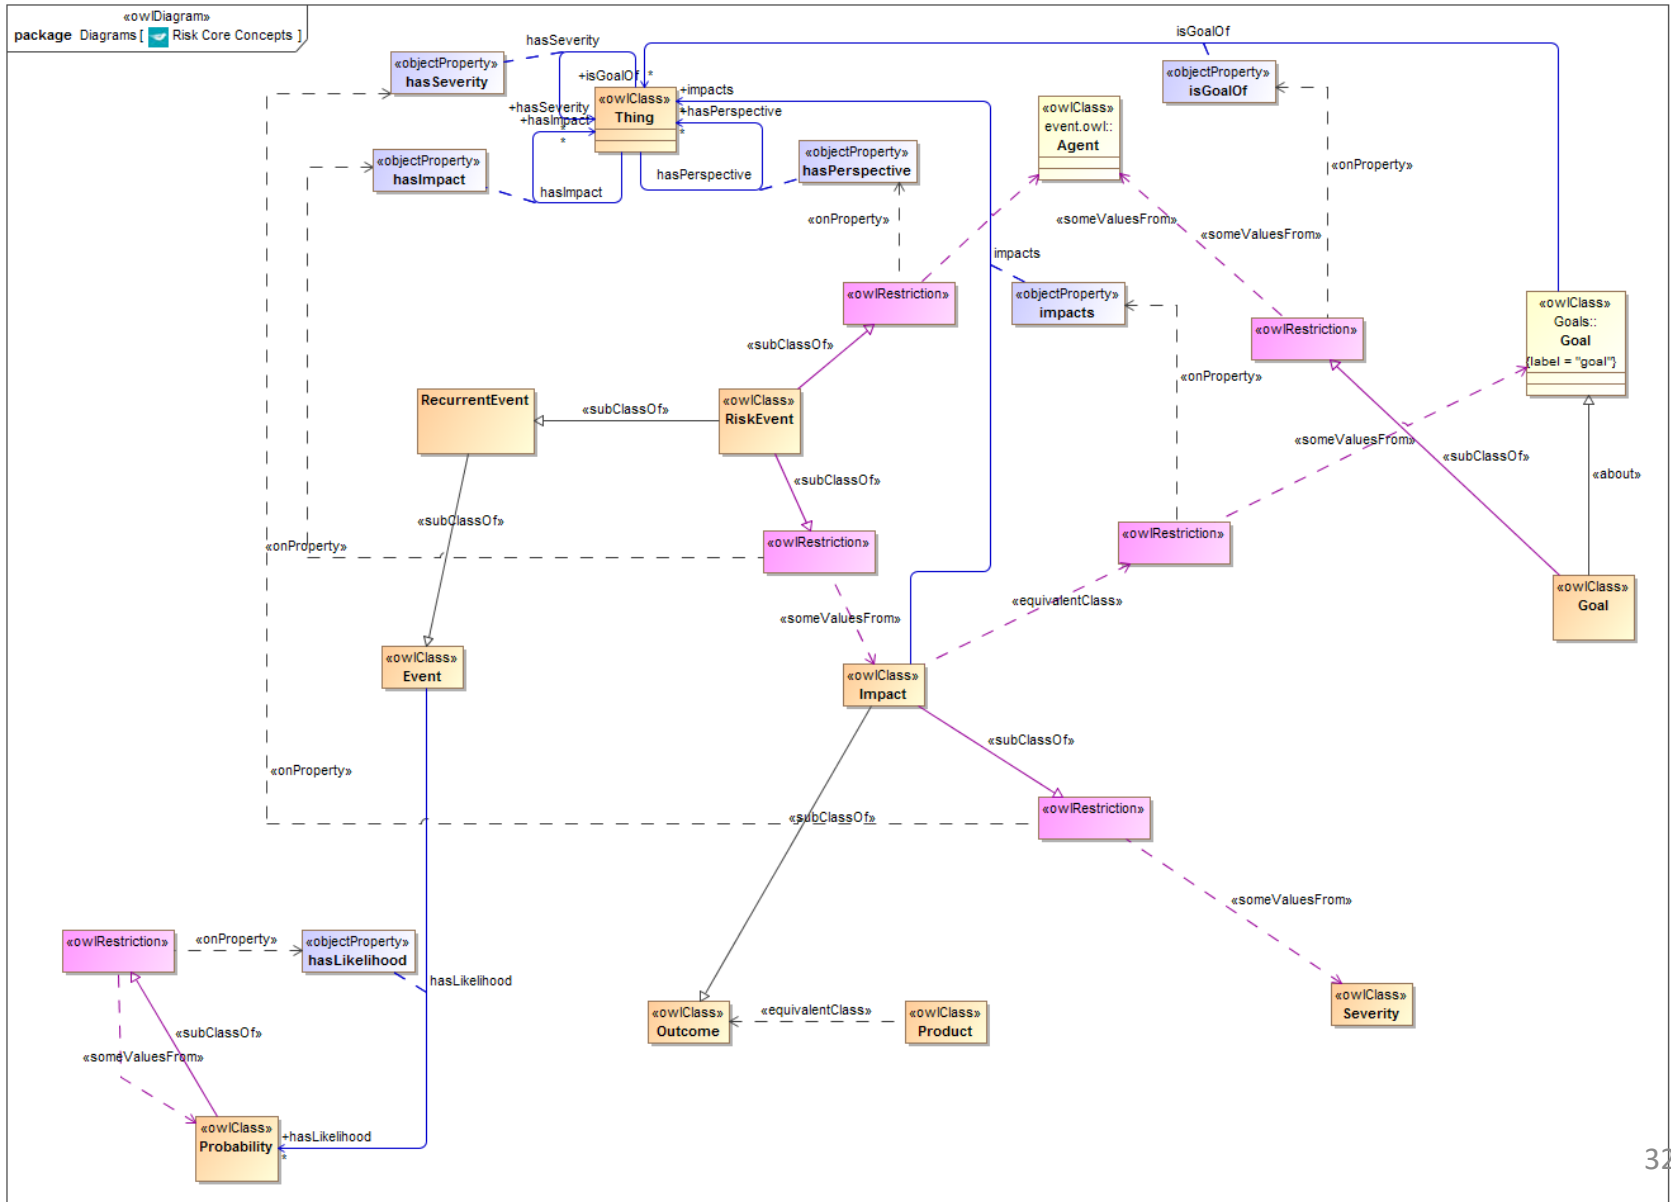 «owlDiagram»
package Diagrams [ Risk Core Concepts ]
hasSeverity
isGoalOf
«objectProperty»
hasSeverity
+isGoalOf
*
«objectProperty»
isGoalOf
+impacts
«owlClass»
Thing
+hasSeverity
+hasImpact
*
*
*
+hasPerspective
*
«owlClass»
event.owl::
Agent
«objectProperty»
hasImpact
hasImpact
hasPerspective
«objectProperty»
hasPerspective
«onProperty»
«onProperty»
«someValuesFrom»
«someValuesFrom»
impacts
«owlRestriction»
«objectProperty»
impacts
«owlRestriction»
«owlClass»
Goals::
Goal
{label = "goal"}
«subClassOf»
«onProperty»
RecurrentEvent
«subClassOf»
«owlClass»
RiskEvent
«someValuesFrom»
«subClassOf»
«about»
«subClassOf»
«subClassOf»
«onProperty»
«owlRestriction»
«owlRestriction»
«equivalentClass»
«owlClass»
Goal
«someValuesFrom»
«owlClass»
Event
«owlClass»
Impact
«subClassOf»
«onProperty»
«subClassOf»
«owlRestriction»
«someValuesFrom»
«owlRestriction»
«onProperty»
«objectProperty»
hasLikelihood
hasLikelihood
«owlClass»
Outcome
«equivalentClass»
«owlClass»
Product
«owlClass»
Severity
«subClassOf»
«someValuesFrom»
«owlClass»
Probability
+hasLikelihood
*
32